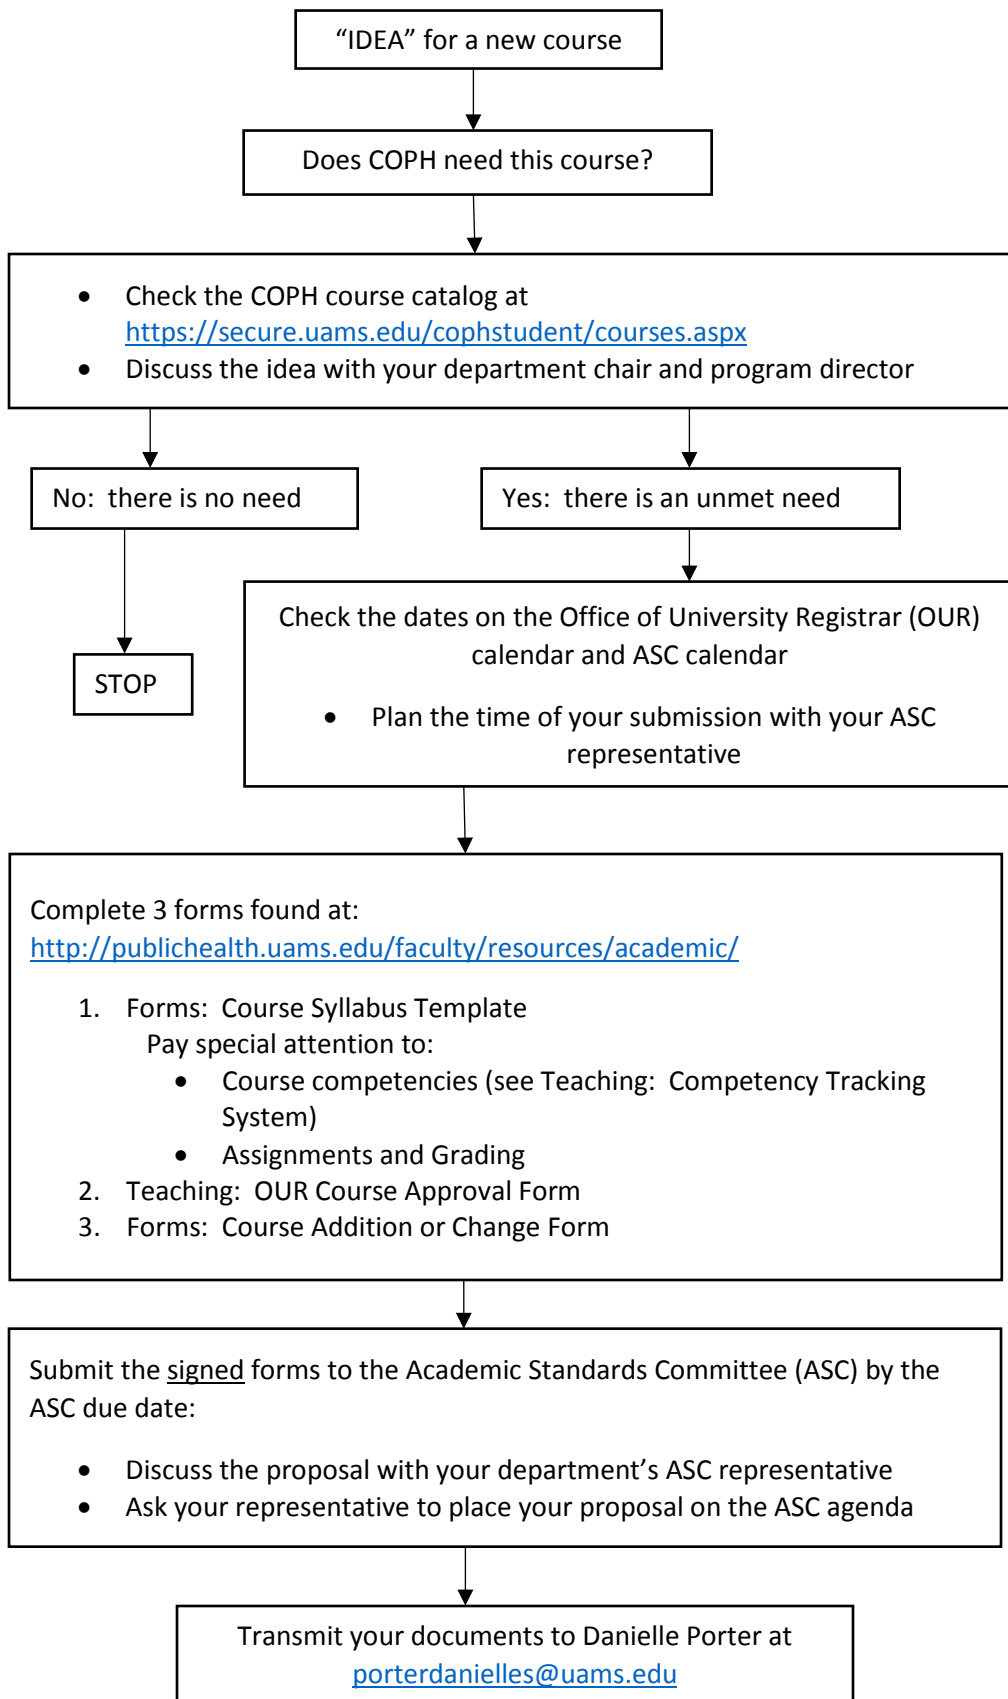 “IDEA” for a new course
Does COPH need this course?
• Check the COPH course catalog at
https://secure.uams.edu/cophstudent/courses.aspx
• Discuss the idea with your department chair and program director
No:  there is no need
Yes:  there is an unmet need
STOP
Check the dates on the Office of University Registrar (OUR)
calendar and ASC calendar
• Plan the time of your submission with your ASC
representative
Complete 3 forms found at:
http://publichealth.uams.edu/faculty/resources/academic/
1. Forms:  Course Syllabus Template
Pay special attention to:
• Course competencies (see Teaching:  Competency Tracking
System)
• Assignments and Grading
2. Teaching:  OUR Course Approval Form
3. Forms:  Course Addition or Change Form
Submit the signed forms to the Academic Standards Committee (ASC) by the
ASC due date:
• Discuss the proposal with your department’s ASC representative
• Ask your representative to place your proposal on the ASC agenda
Transmit your documents to Danielle Porter at
porterdanielles@uams.edu